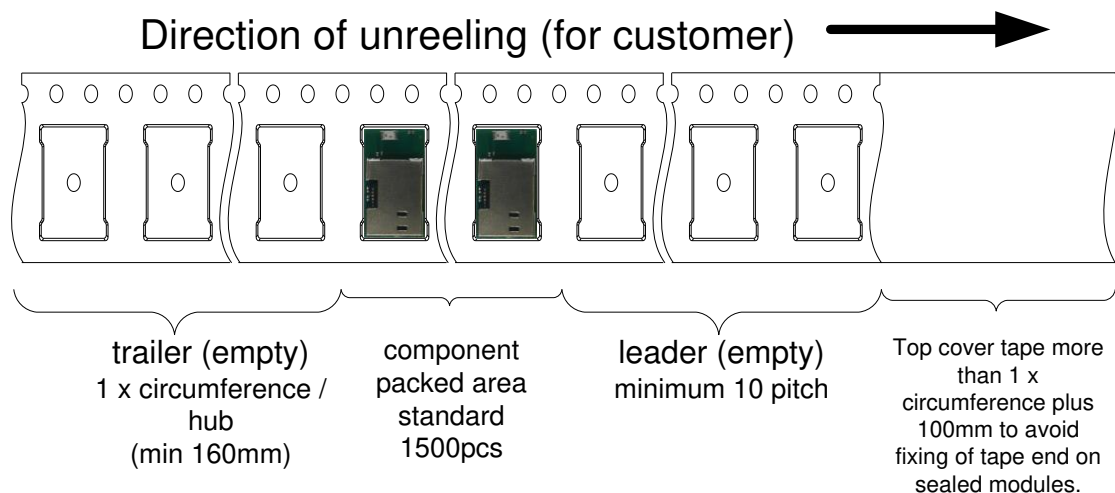 Direction of unreeling (for customer)
trailer (empty)
1 x circumference /
hub
(min 160mm)
component
packed area
standard
1500pcs
leader (empty)
minimum 10 pitch
Top cover tape more
than 1 x
circumference plus
100mm to avoid
fixing of tape end on
sealed modules.